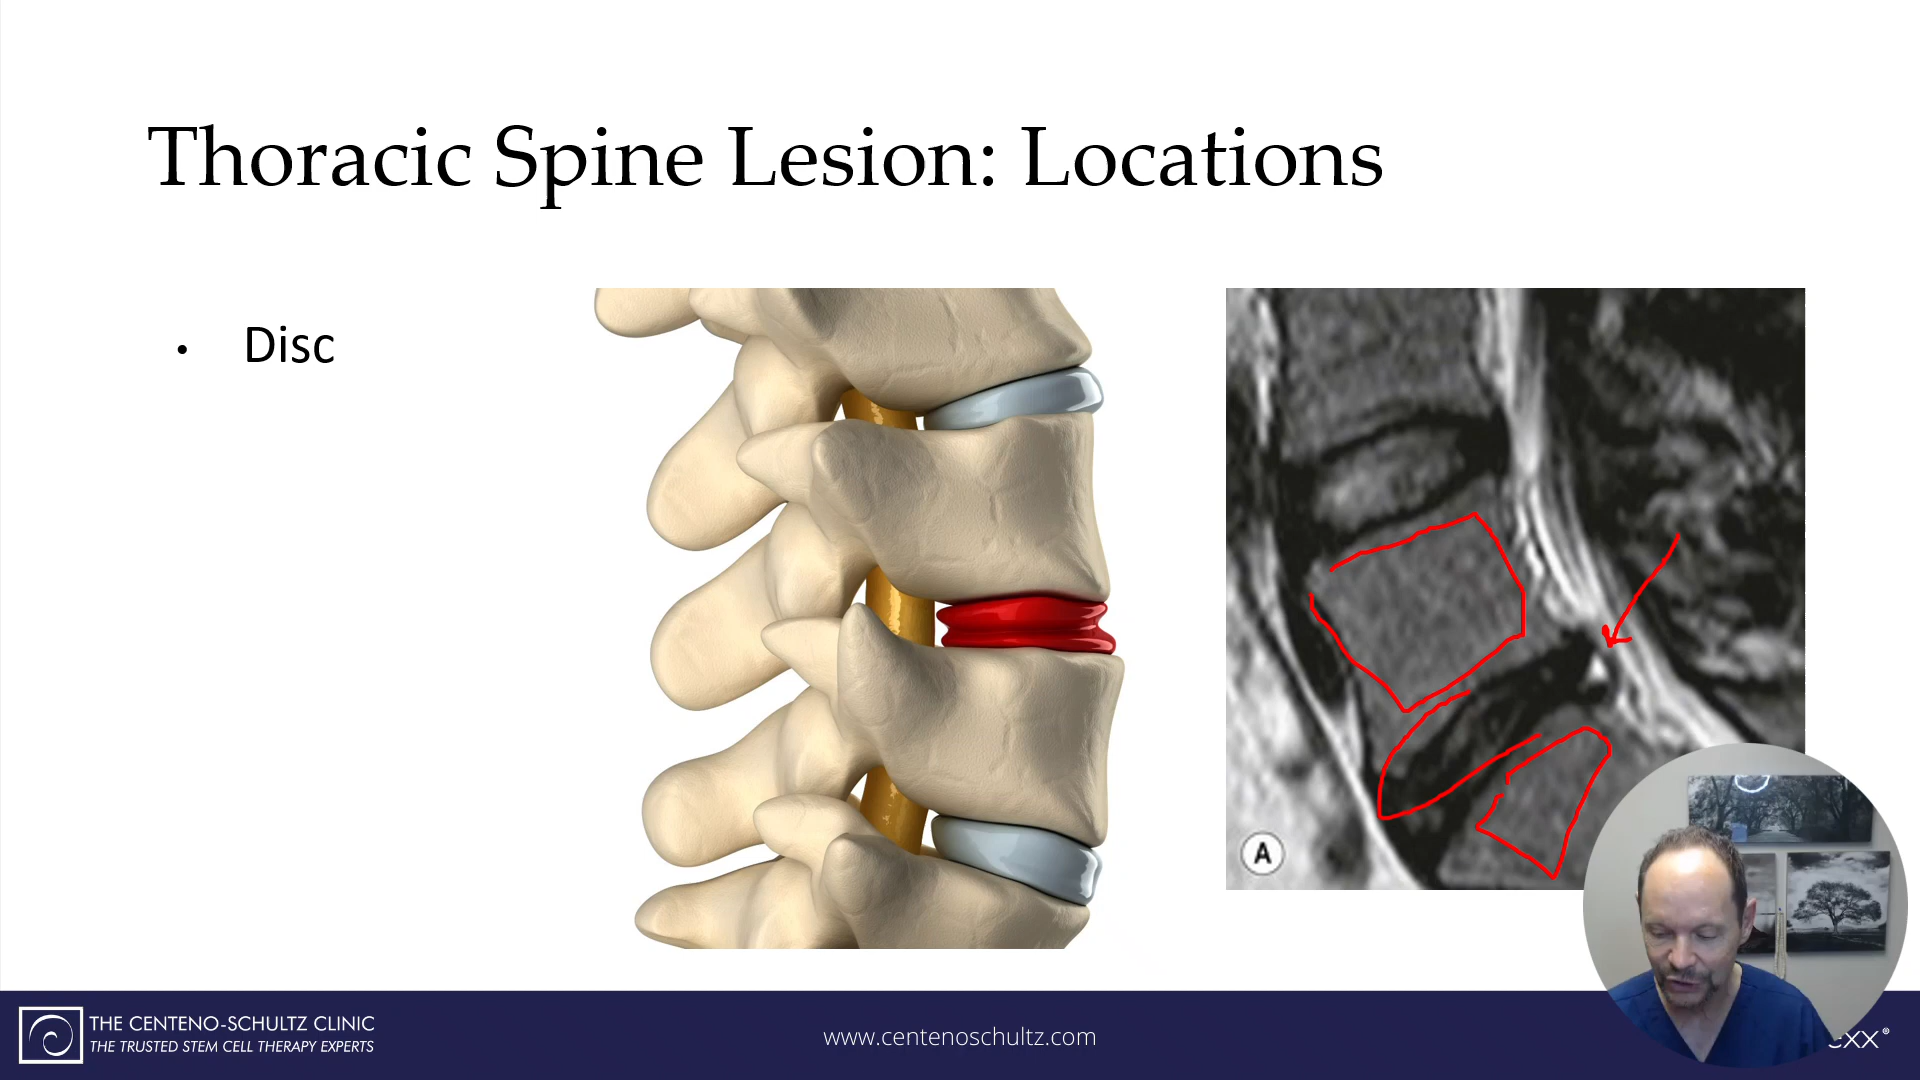 Thoracic Spine Lesion: Locations
• Disc
A
THE CENTENO-SCHULTZ CLINIC
THE TRUSTED STEM CELL THERAPY EXPERTS
www.centenoschultz.com